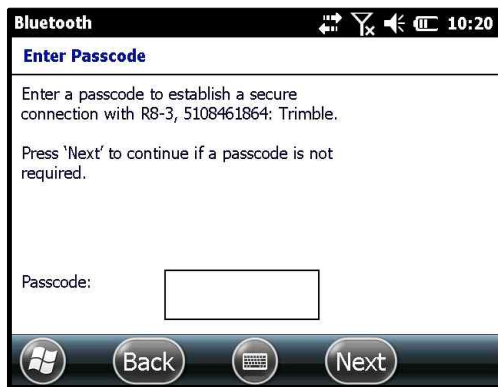 Bluetooth 10:20
Enter Passcode
Enter a passcode to establish a secure
connection with R8-3, 5108461864: Trimble.
Press 'Next' to continue if a passcode is not
required.
Passcode:
Back Next